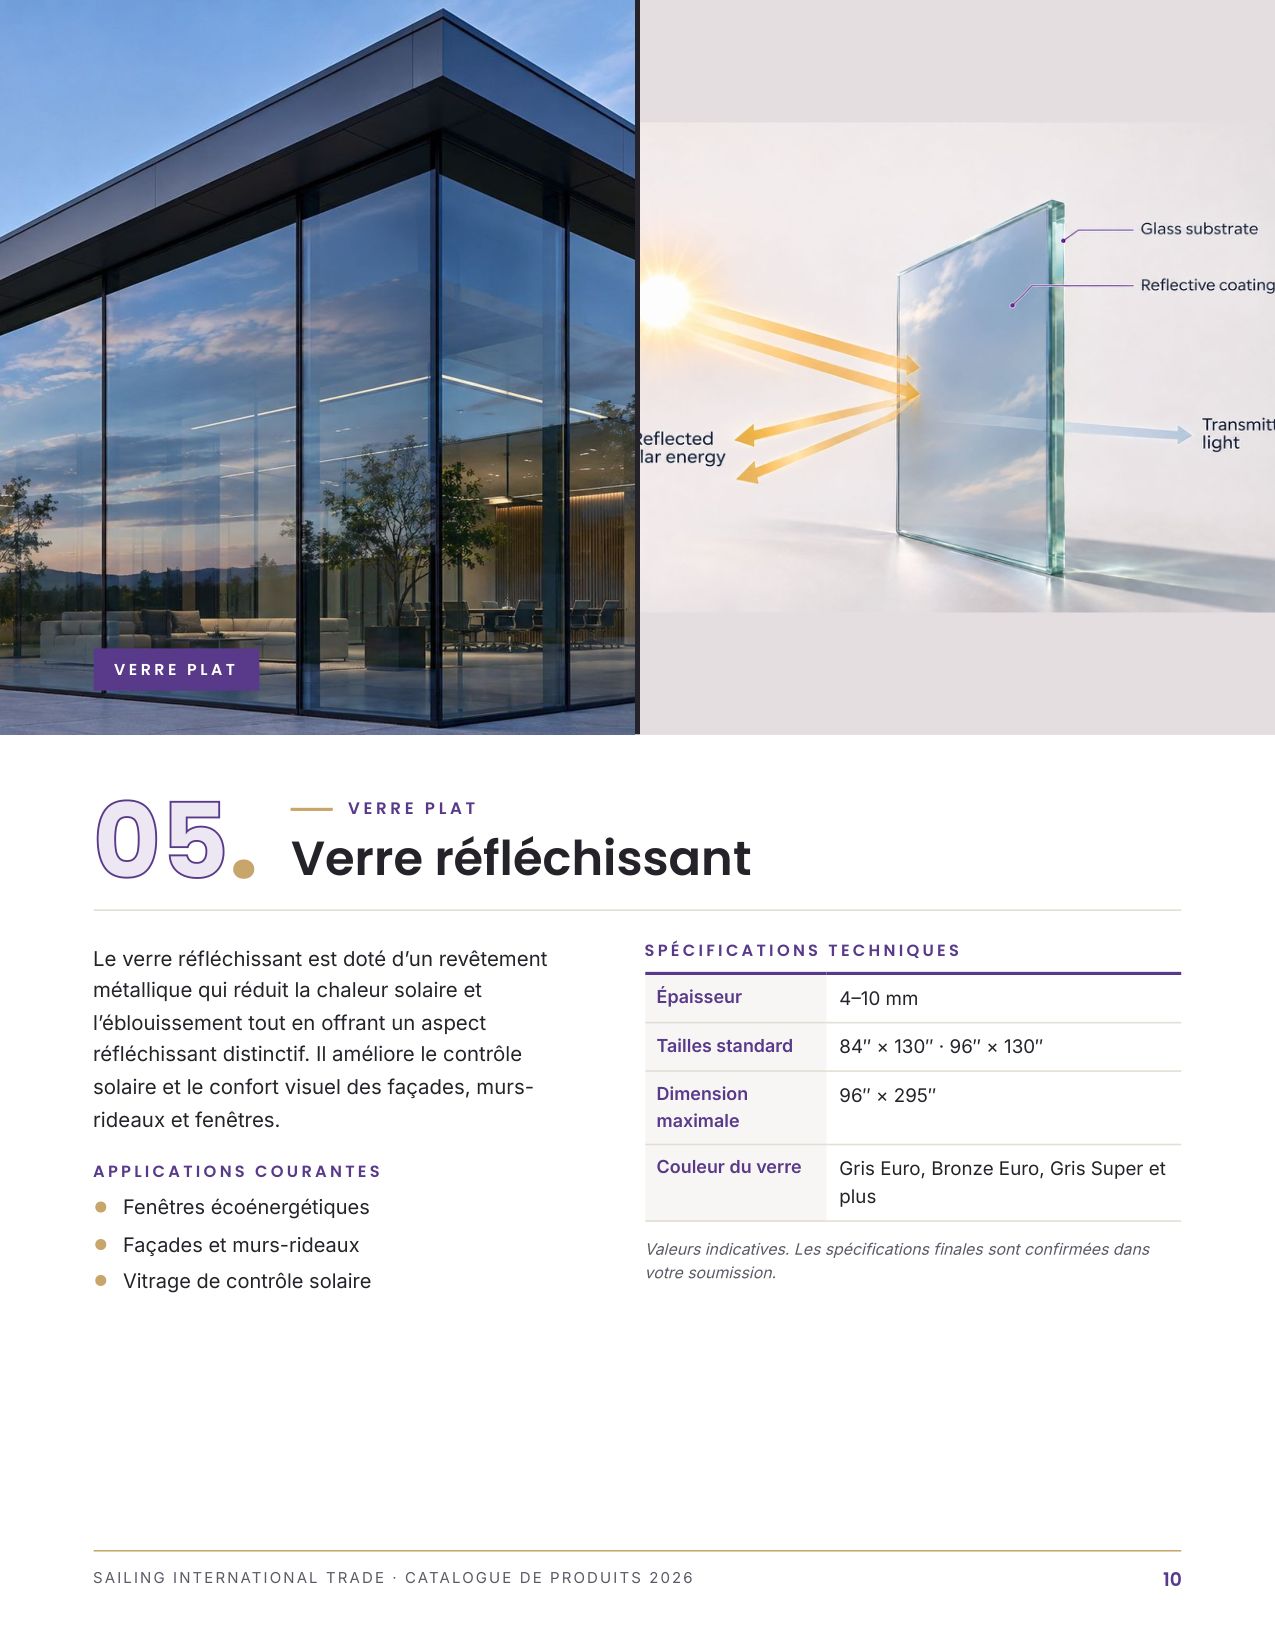 Glass substrate
Reflective coating
Reflected
lar energy
light
VERRE PLAT
05.
VERRE PLAT
Verre réfléchissant
Le verre réfléchissant est doté d’un revêtement
métallique qui réduit la chaleur solaire et
l’éblouissement tout en offrant un aspect
réfléchissant distinctif. Il améliore le contrôle
solaire et le confort visuel des façades, murs-
rideaux et fenêtres.
APPLICATIONS COURANTES
Fenêtres écoénergétiques
Façades et murs-rideaux
Vitrage de contrôle solaire
SPÉCIFICATIONS TECHNIQUES
Épaisseur 4–10 mm
Tailles standard 84″ × 130″ · 96″ × 130″
Dimension 96″ × 295″
maximale
Couleur du verre Gris Euro, Bronze Euro, Gris Super et
plus
Valeurs indicatives. Les spécifications finales sont confirmées dans
votre soumission.
SAILING INTERNATIONAL TRADE · CATALOGUE DE PRODUITS 2026
10